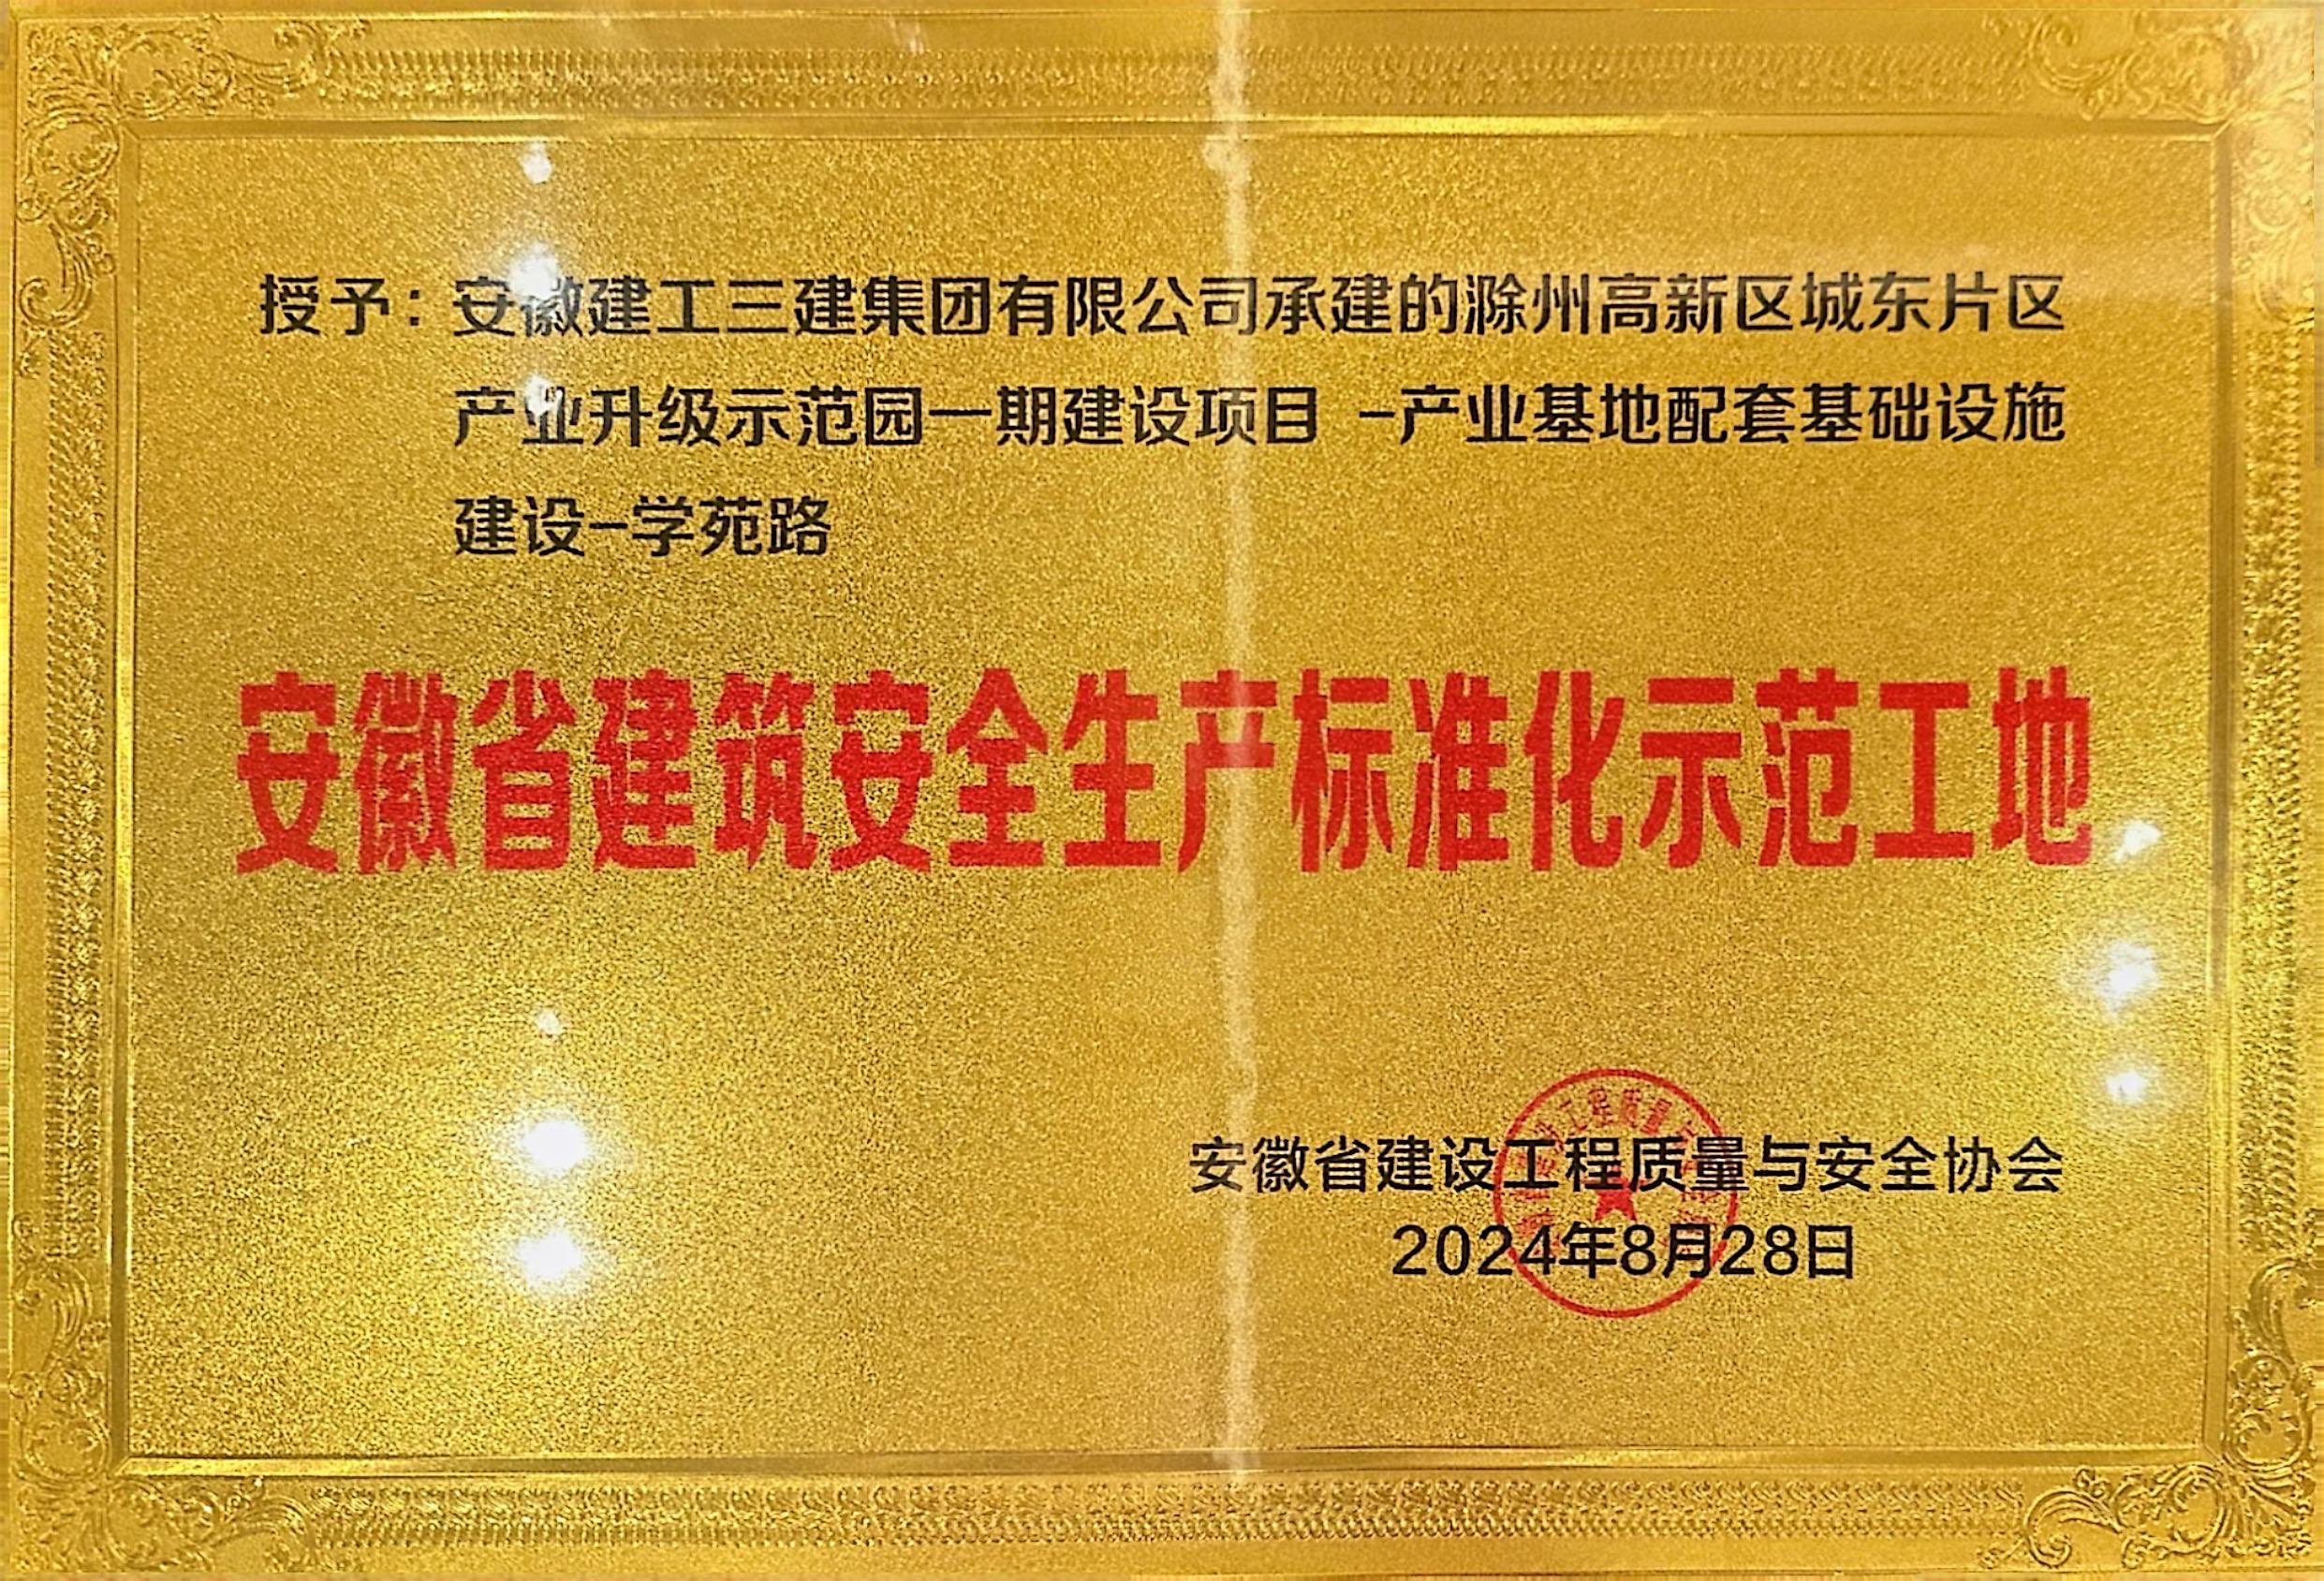 授予：安徽建工三建集团有限公司承建的滁州高新区城东片区
产业升级示范园一期建设项目 -产业基地配套基础设施
建设-学苑路
安徽省建筑安全生产标准化示范工地
安徽省建设工程质量与安全协会
2024年8月28日